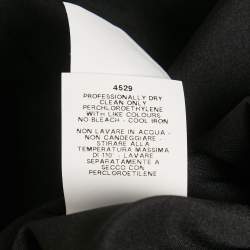 4529
PROFESSIONALLY DRY
CLEAN ONLY
PERCHLOROETHYLENE
WITH LIKE COLOURS
NO BLEACH - COOL IRON
NON LAVARE IN ACQUA -
NON CANDEGGIARE -
STIRARE ALLA
TEMPERATURA MASSIMA
DI 110° - LAVARE
SEPARATAMENTE A
SECCO CON
PERCLOROETILENE